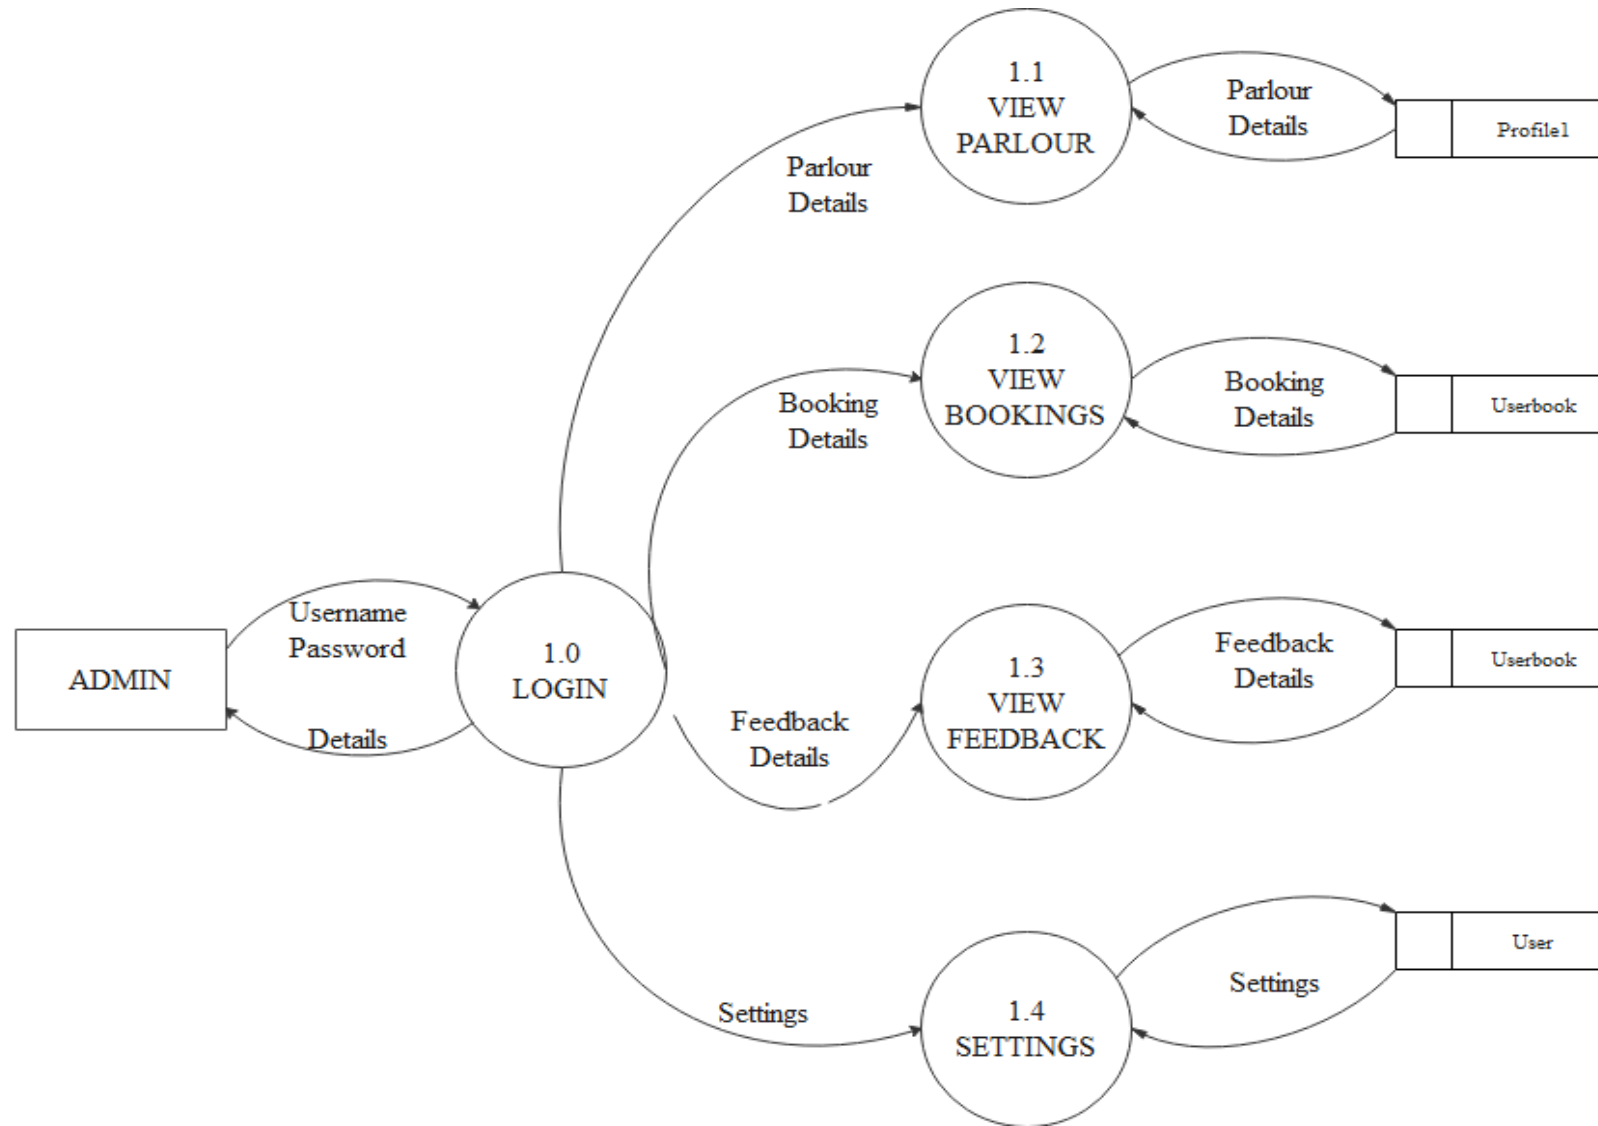 1.1
VIEW
PARLOUR
Parlour
Details
Profile1
Parlour
Details
1.2
VIEW
BOOKINGS
Booking
Details
Userbook
Booking
Details
Username
Password
ADMIN
1.0
LOGIN
Details
Feedback
Details
1.3
VIEW
FEEDBACK
Feedback
Details
Userbook
Settings
1.4
SETTINGS
Settings
User